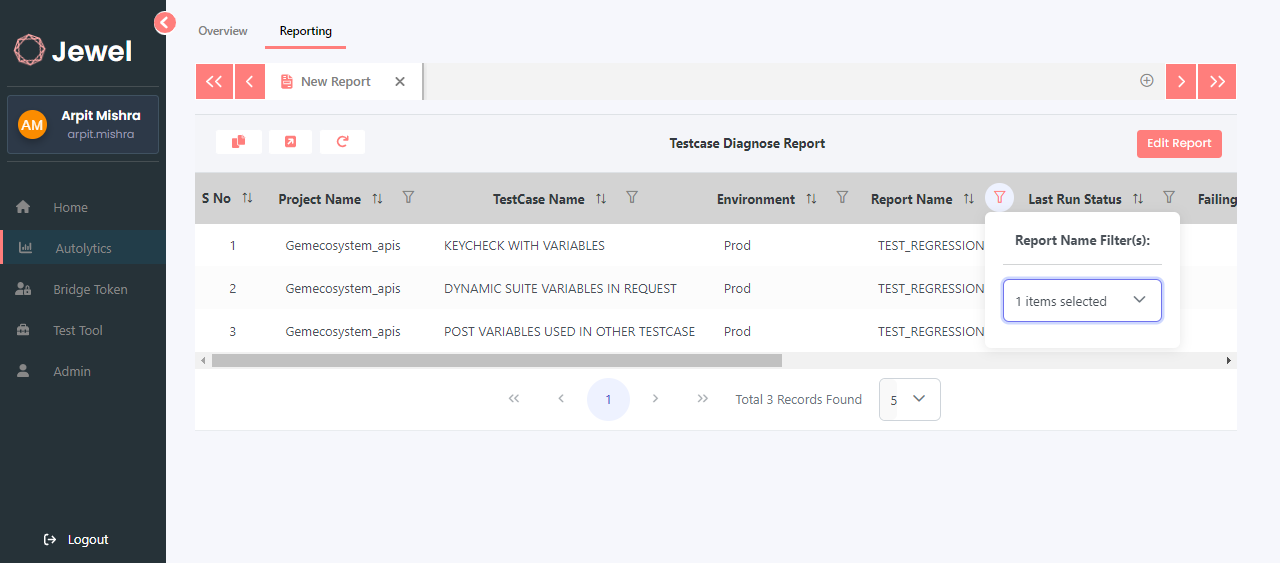 Jewel
AM
Arpit Mishra
arpit.mishra
Home
Autolytics
Bridge Token
Test Tool
Admin
Logout
Overview
Reporting
New Report
Testcase Diagnose Report
Edit Report
S No
Project Name
TestCase Name
Environment
Report Name
Last Run Status
Failing
1
Gemecosystem_apis
KEYCHECK WITH VARIABLES
Prod
TEST_REGRESSION
2
Gemecosystem_apis
DYNAMIC SUITE VARIABLES IN REQUEST
Prod
TEST_REGRESSION
3
Gemecosystem_apis
POST VARIABLES USED IN OTHER TESTCASE
Prod
TEST_REGRESSION
Report Name Filter(s):
1 items selected
1
Total 3 Records Found
5